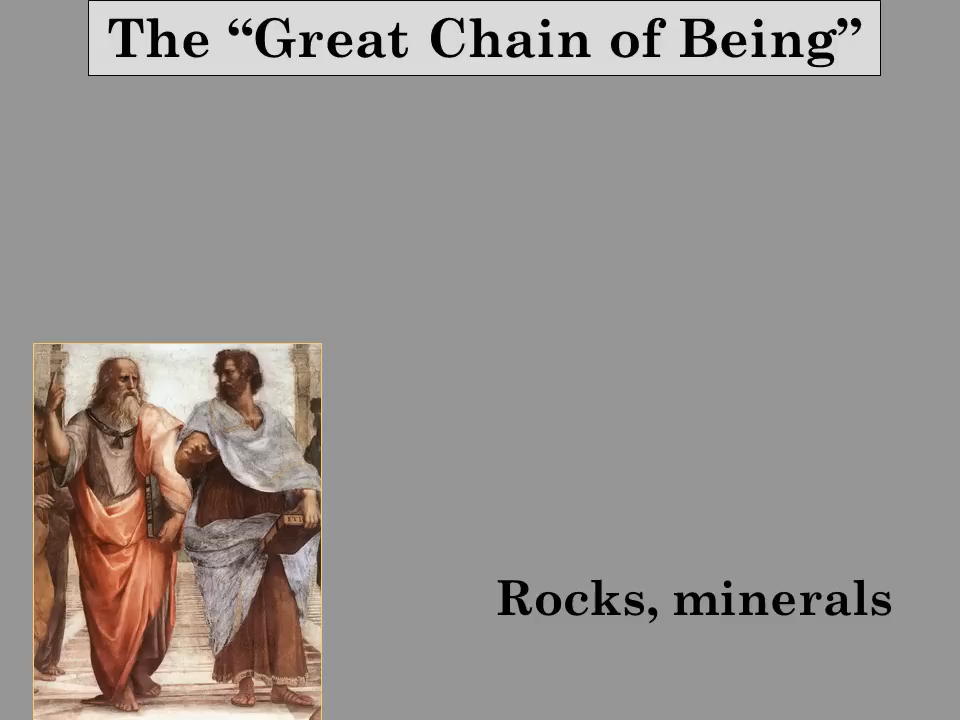 The “Great Chain of Being”
Rocks, minerals